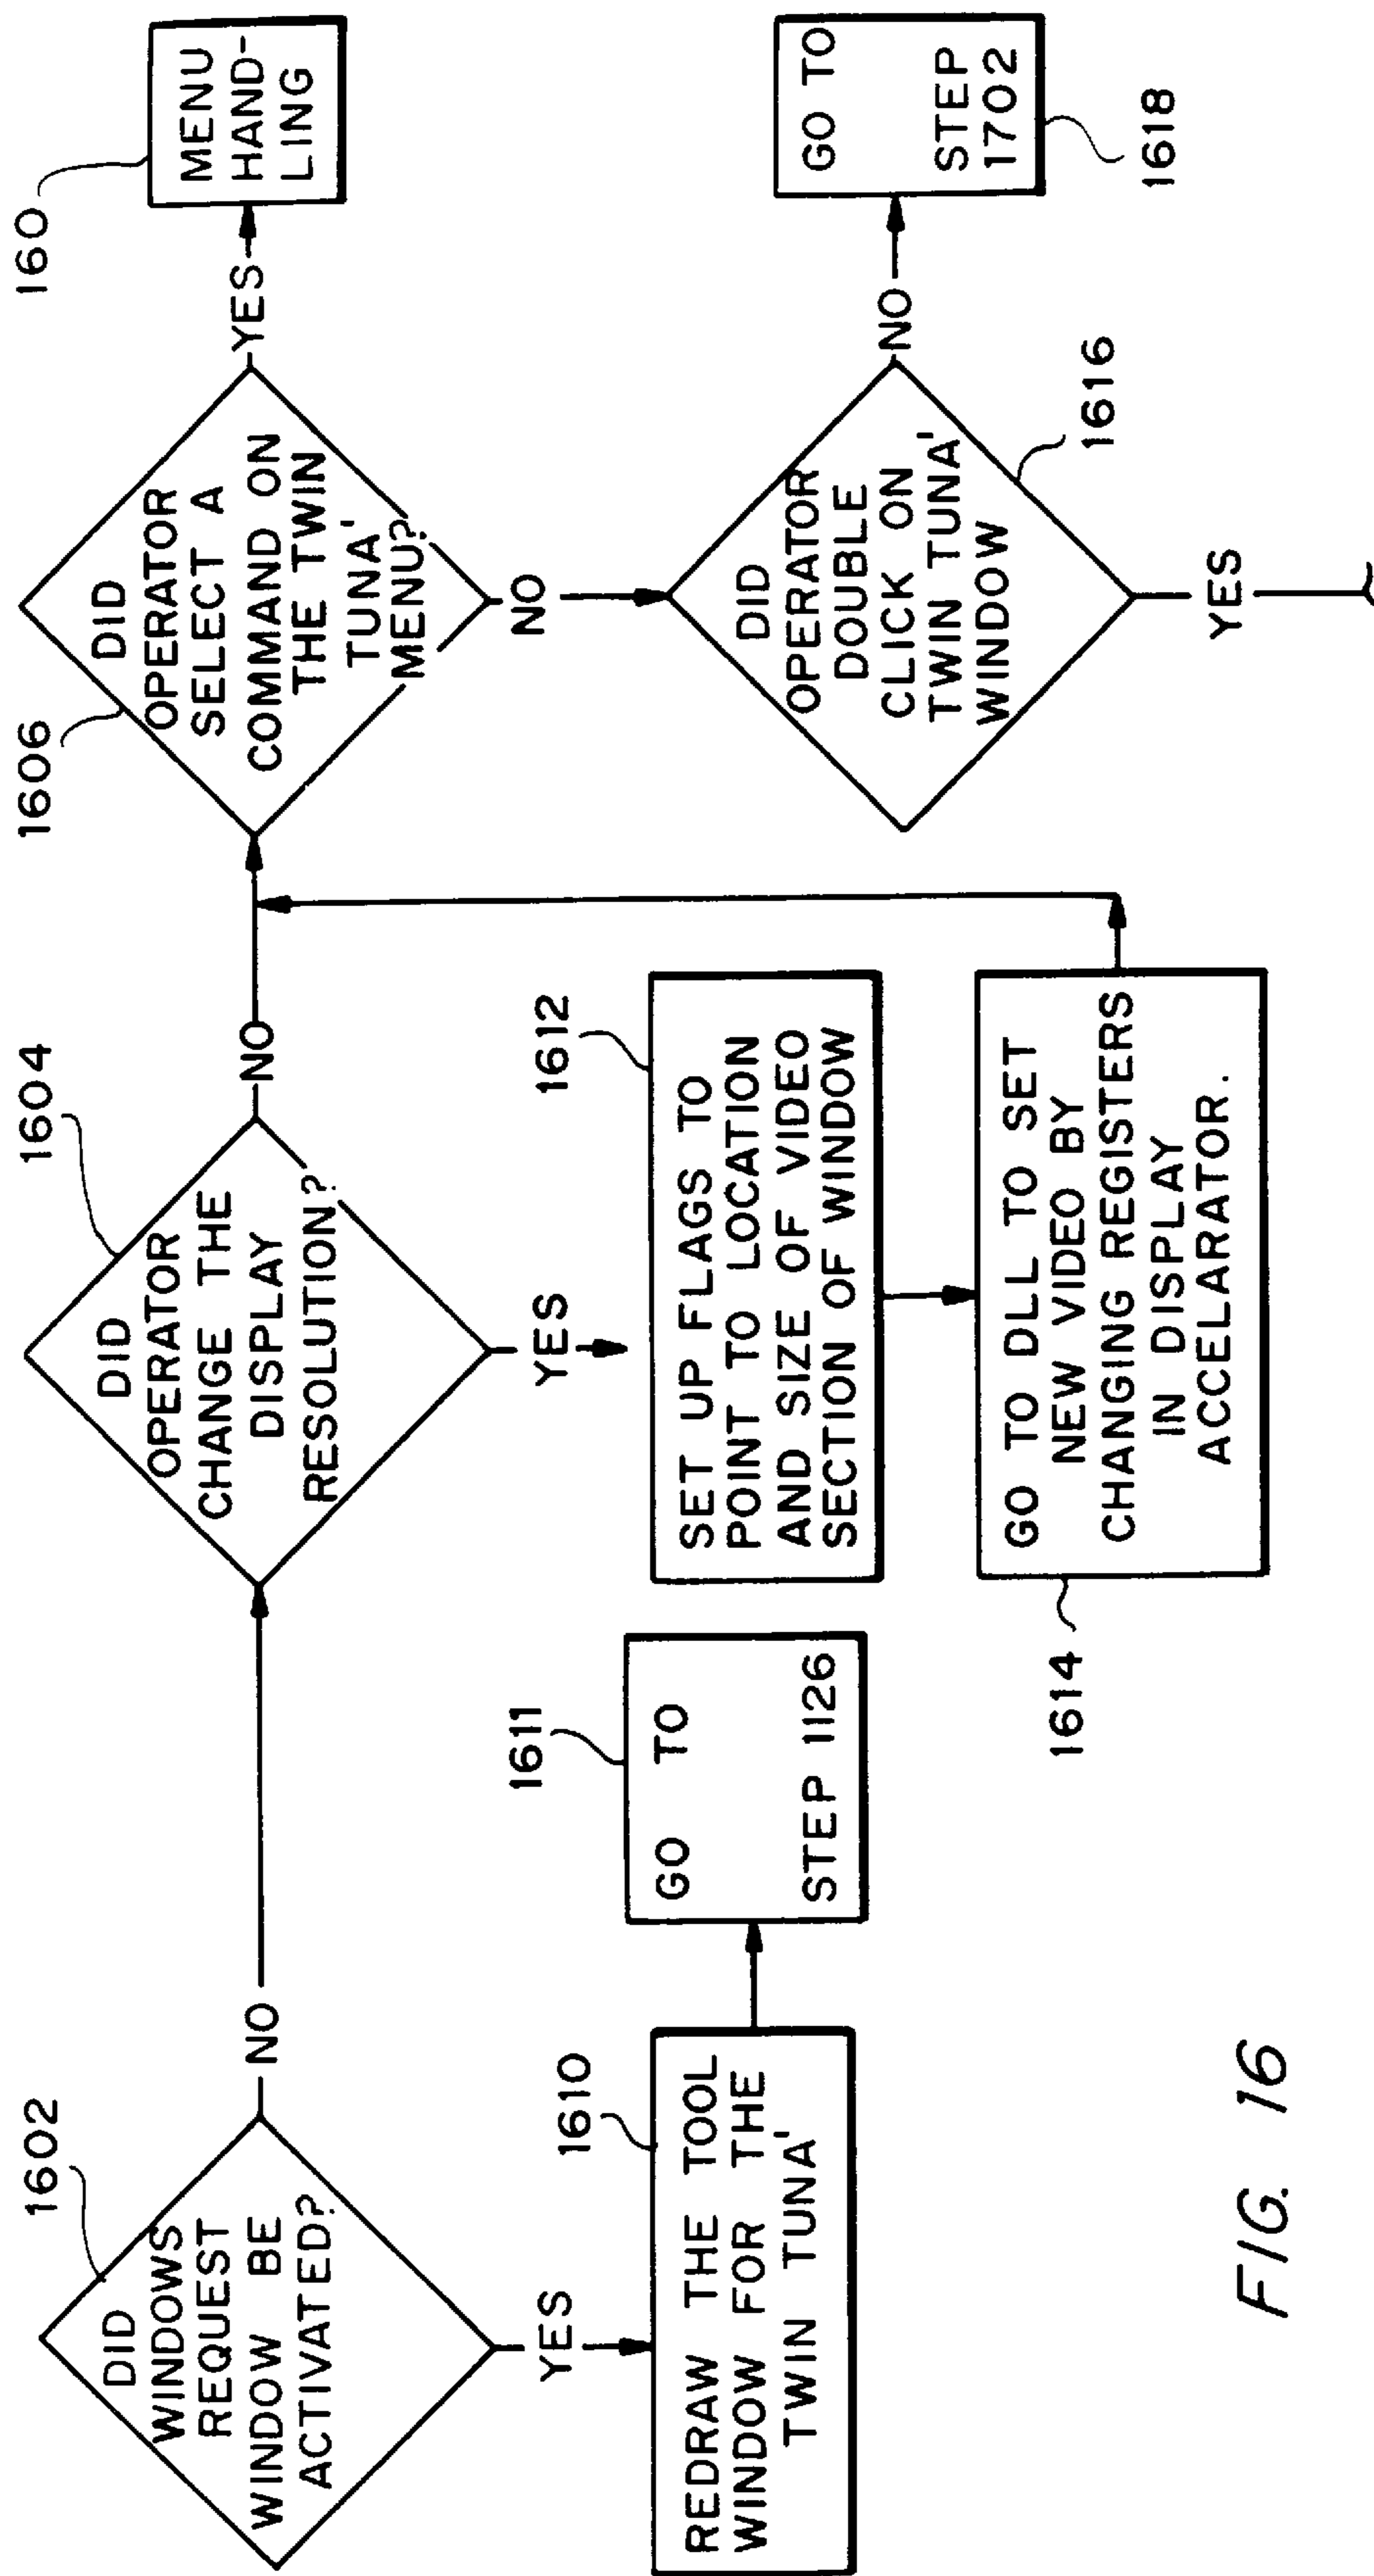 1602
DID
WINDOWS
REQUEST
WINDOW BE
ACTIVATED?
NO
YES
1610
REDRAW THE TOOL
WINDOW FOR THE
TWIN TUNA'
1611
GO TO
STEP 1126
1604
DID
OPERATOR
CHANGE THE
DISPLAY
RESOLUTION?
NO
YES
1612
SET UP FLAGS TO
POINT TO LOCATION
AND SIZE OF VIDEO
SECTION OF WINDOW
1614
GO TO DLL TO SET
NEW VIDEO BY
CHANGING REGISTERS
IN DISPLAY
ACCELARATOR.
1606
DID
OPERATOR
SELECT A
COMMAND ON
THE TWIN
TUNA'
MENU?
YES
160
MENU
HAND-
LING
NO
1616
DID
OPERATOR
DOUBLE
CLICK ON
TWIN TUNA'
WINDOW
NO
GO TO
STEP
1702
1618
YES
FIG. 16